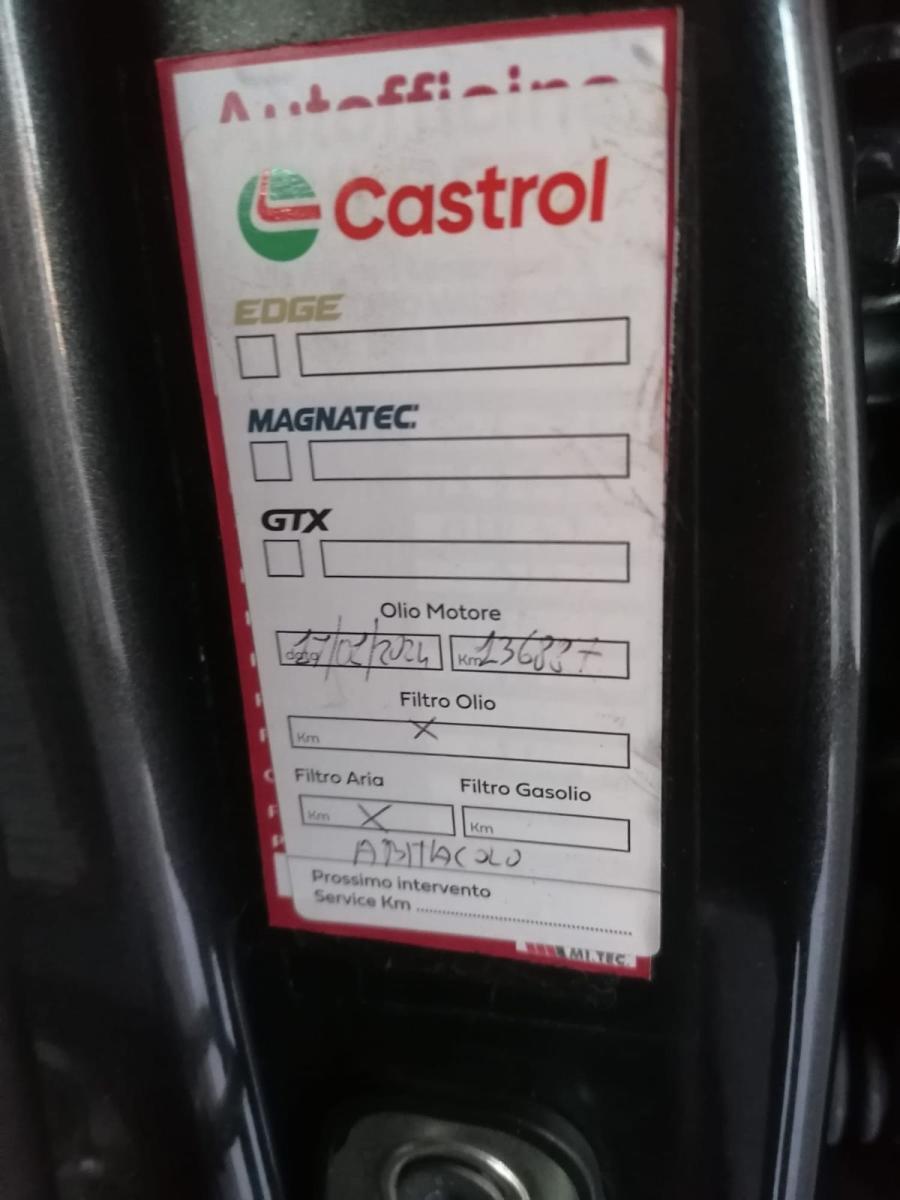 Autofficina
Castrol
EDGE
MAGNATEC
GTX
Olio Motore
data 17/02/2024 Km 136837
Filtro Olio
Km X
Filtro Aria Filtro Gasolio
Km X Km
ABITACOLO
Prossimo intervento
Service Km
MI.TEC.